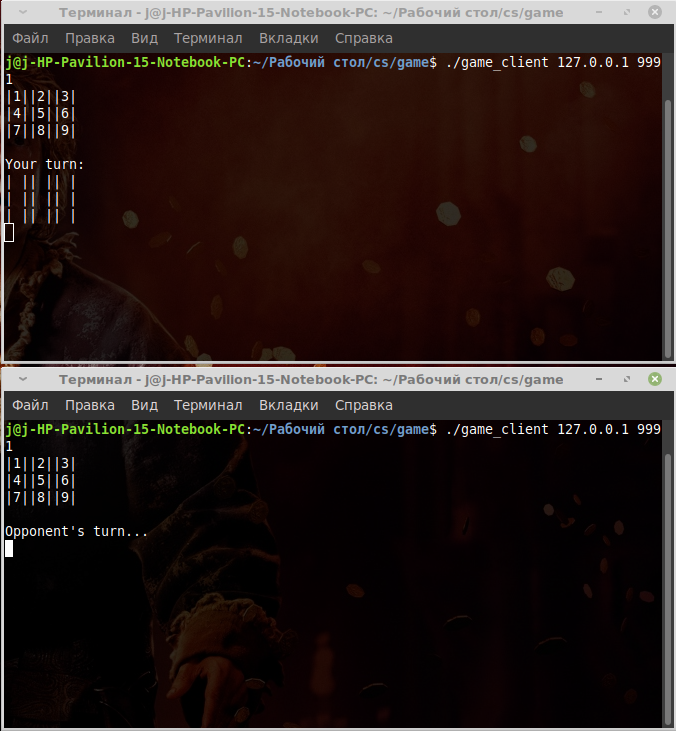 Терминал - j@j-HP-Pavilion-15-Notebook-PC: ~/Рабочий стол/cs/game
Файл Правка Вид Терминал Вкладки Справка
j@j-HP-Pavilion-15-Notebook-PC:~/Рабочий стол/cs/game$ ./game_client 127.0.0.1 999
1
|1||2||3|
|4||5||6|
|7||8||9|
Your turn:
| || || |
| || || |
| || || |
Терминал - j@j-HP-Pavilion-15-Notebook-PC: ~/Рабочий стол/cs/game
Файл Правка Вид Терминал Вкладки Справка
j@j-HP-Pavilion-15-Notebook-PC:~/Рабочий стол/cs/game$ ./game_client 127.0.0.1 999
1
|1||2||3|
|4||5||6|
|7||8||9|
Opponent's turn...